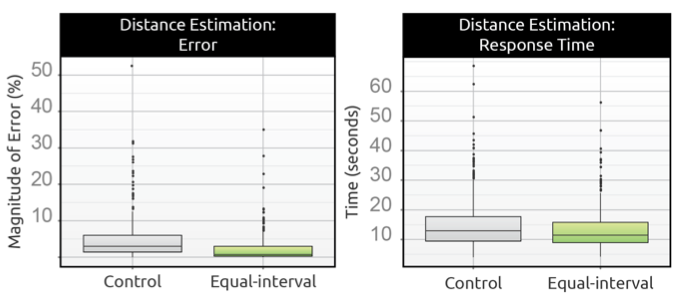 Distance Estimation:
Error
Magnitude of Error (%)
50
40
30
20
10
Control
Equal-interval
Distance Estimation:
Response Time
Time (seconds)
60
50
40
30
20
10
Control
Equal-interval